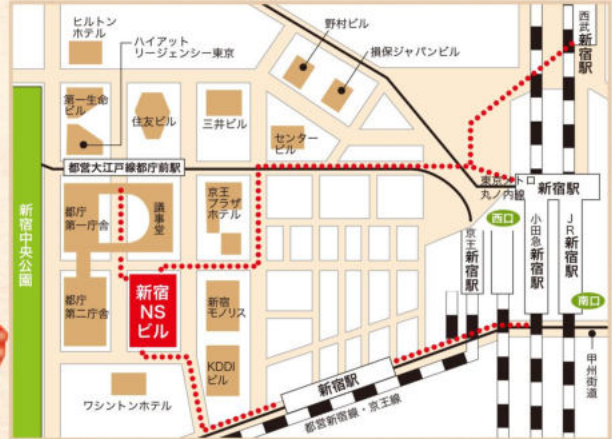 ヒルトン
ホテル
ハイアット
リージェンシー東京
野村ビル
損保ジャパンビル
西武新宿駅
第一生命
ビル
住友ビル
三井ビル
センター
ビル
都営大江戸線都庁前駅
東京メトロ
丸ノ内線
新宿駅
新宿中央公園
都庁
第一庁舎
議事堂
京王
プラザ
ホテル
西口
京王新宿駅
小田急新宿駅
JR新宿駅
南口
都庁
第二庁舎
新宿
NS
ビル
新宿
モノリス
KDDI
ビル
ワシントンホテル
新宿駅
都営新宿線・京王線
甲州街道